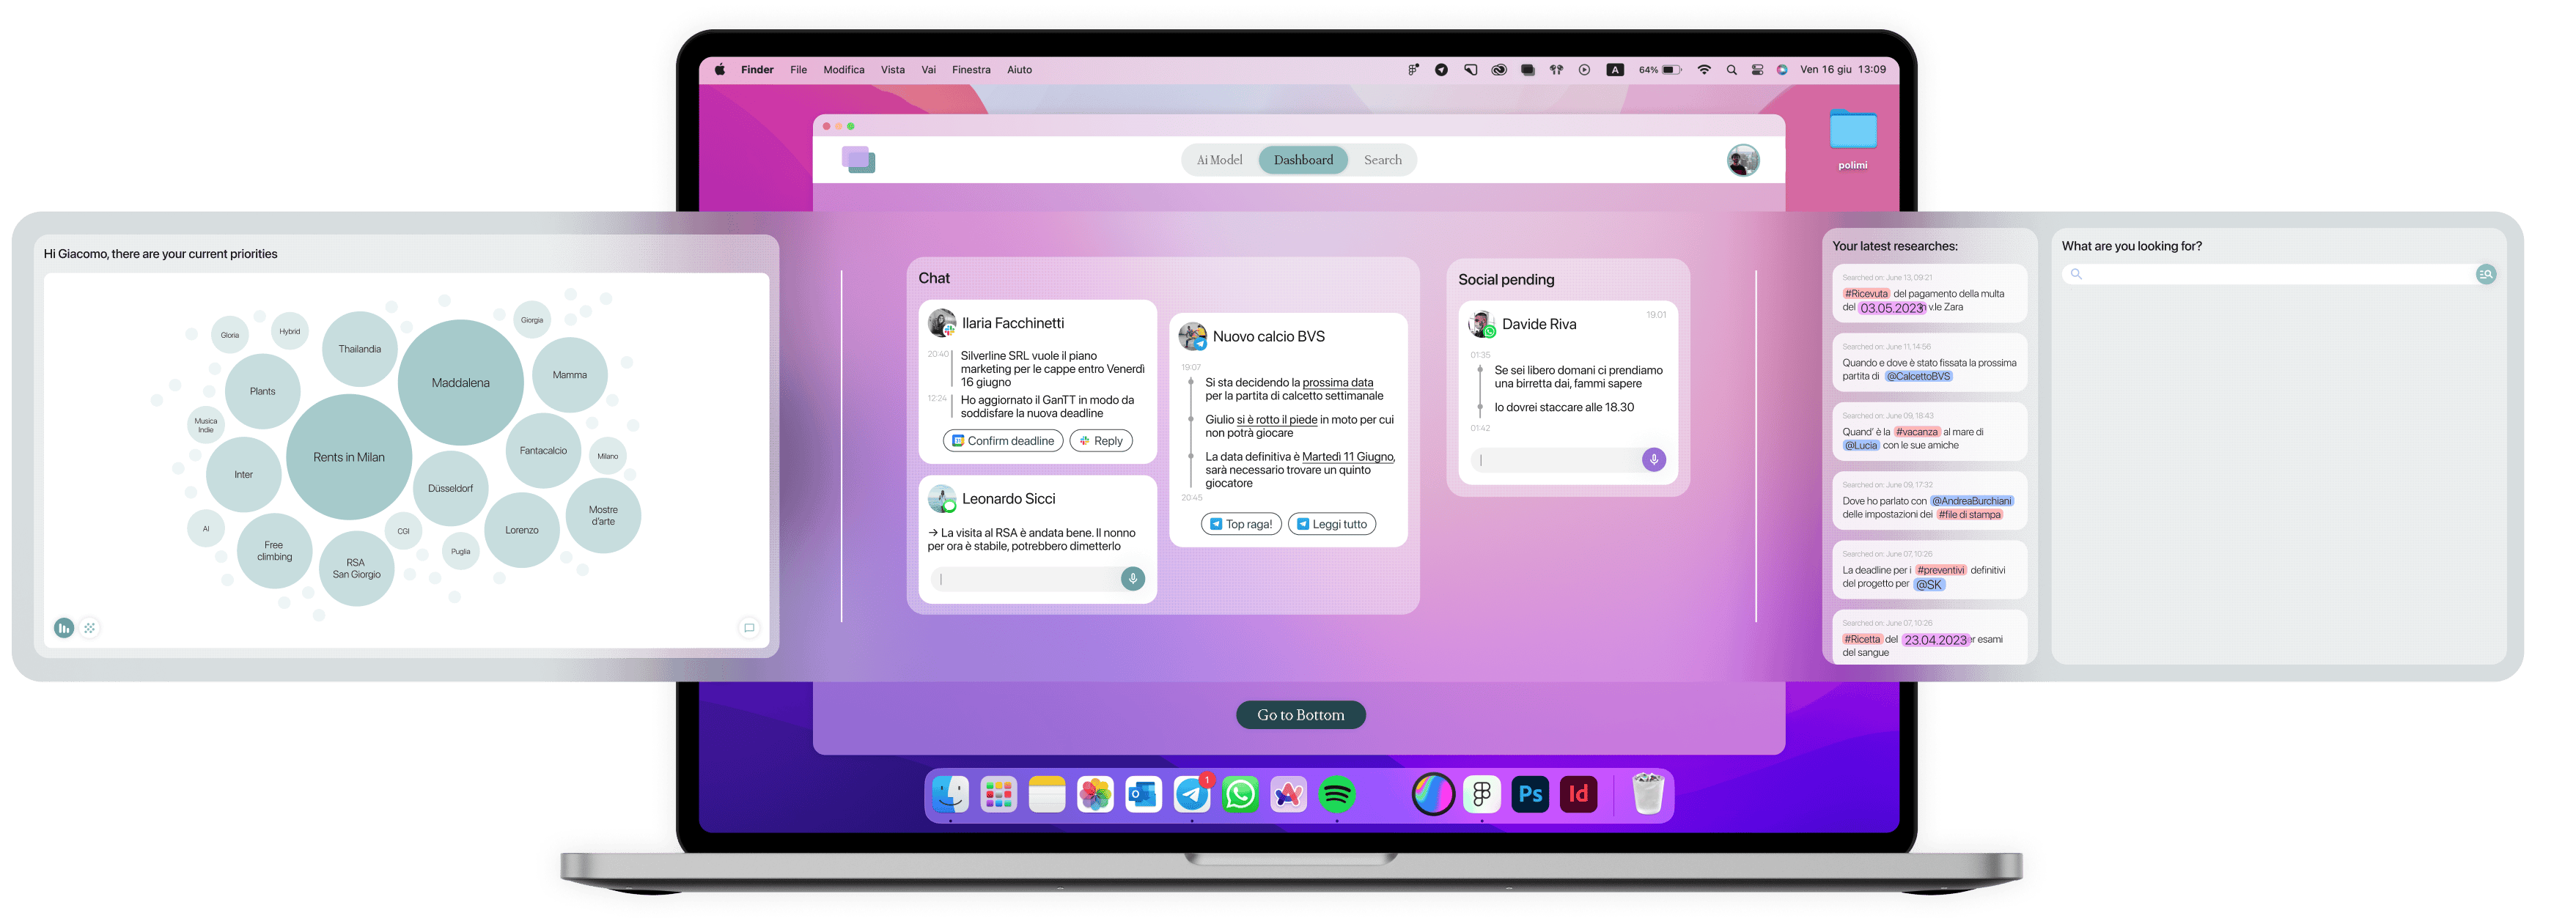 Finder File Modifica Vista Vai Finestra Aiuto
A 64% Ven 16 giu 13:09
polimi
Ai Model Dashboard Search
Hi Giacomo, there are your current priorities
Gloria
Hybrid
Thailandia
Maddalena
Giorgia
Mamma
Plants
Musica
Indie
Rents in Milan
Inter
Düsseldorf
Fantacalcio
Milano
AI
Free
climbing
RSA
San Giorgio
CGI
Puglia
Lorenzo
Mostre
d'arte
Chat
Ilaria Facchinetti
20:40
Silverline SRL vuole il piano
marketing per le cappe entro Venerdì
16 giugno
12:24
Ho aggiornato il GanTT in modo da
soddisfare la nuova deadline
Confirm deadline
Reply
Leonardo Sicci
→ La visita al RSA è andata bene. Il nonno
per ora è stabile, potrebbero dimetterlo
Nuovo calcio BVS
19:07
Si sta decidendo la prossima data
per la partita di calcetto settimanale
Giulio si è rotto il piede in moto per cui
non potrà giocare
La data definitiva è Martedì 11 Giugno,
sarà necessario trovare un quinto
giocatore
20:45
Top raga!
Leggi tutto
Social pending
Davide Riva
19:01
01:35
Se sei libero domani ci prendiamo
una birretta dai, fammi sapere
Io dovrei staccare alle 18.30
01:42
Your latest researches:
Searched on: June 13, 09:21
#Ricevuta del pagamento della multa
del 03.05.2023 v.le Zara
Searched on: June 11, 14:56
Quando e dove è stato fissata la prossima
partita di @CalcettoBVS
Searched on: June 09, 18:43
Quand' è la #vacanza al mare di
@Lucia con le sue amiche
Searched on: June 09, 17:32
Dove ho parlato con @AndreaBurchiani
delle impostazioni dei #file di stampa
Searched on: June 07, 10:26
La deadline per i #preventivi definitivi
del progetto per @SK
Searched on: June 07, 10:26
#Ricetta del 23.04.2023 er esami
del sangue
What are you looking for?
Go to Bottom
1
Ps
Id